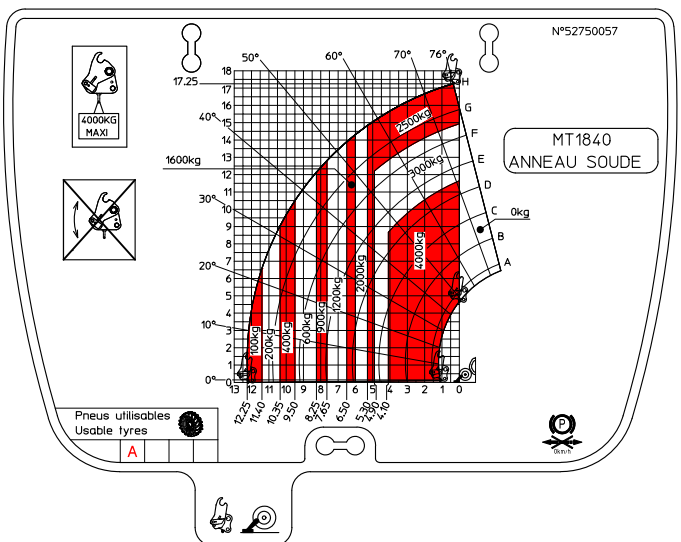 N°52750057
4000KG
MAXI
MT1840
ANNEAU SOUDE
50°
60°
70°
76°
40°
30°
20°
10°
0°
17.25
1600kg
18
17
16
15
14
13
12
11
10
9
8
7
6
5
4
3
2
1
0
H
G
F
E
D
C
B
A
0kg
2500kg
3000kg
4000kg
2000kg
1200kg
900kg
600kg
400kg
200kg
100kg
13 12 11 10 9 8 7 6 5 4 3 2 1 0
12.25 11.40 10.35 9.50 8.25 7.65 6.50 5.30 4.90 4.10
Pneus utilisables
Usable tyres
A
P
0km/h